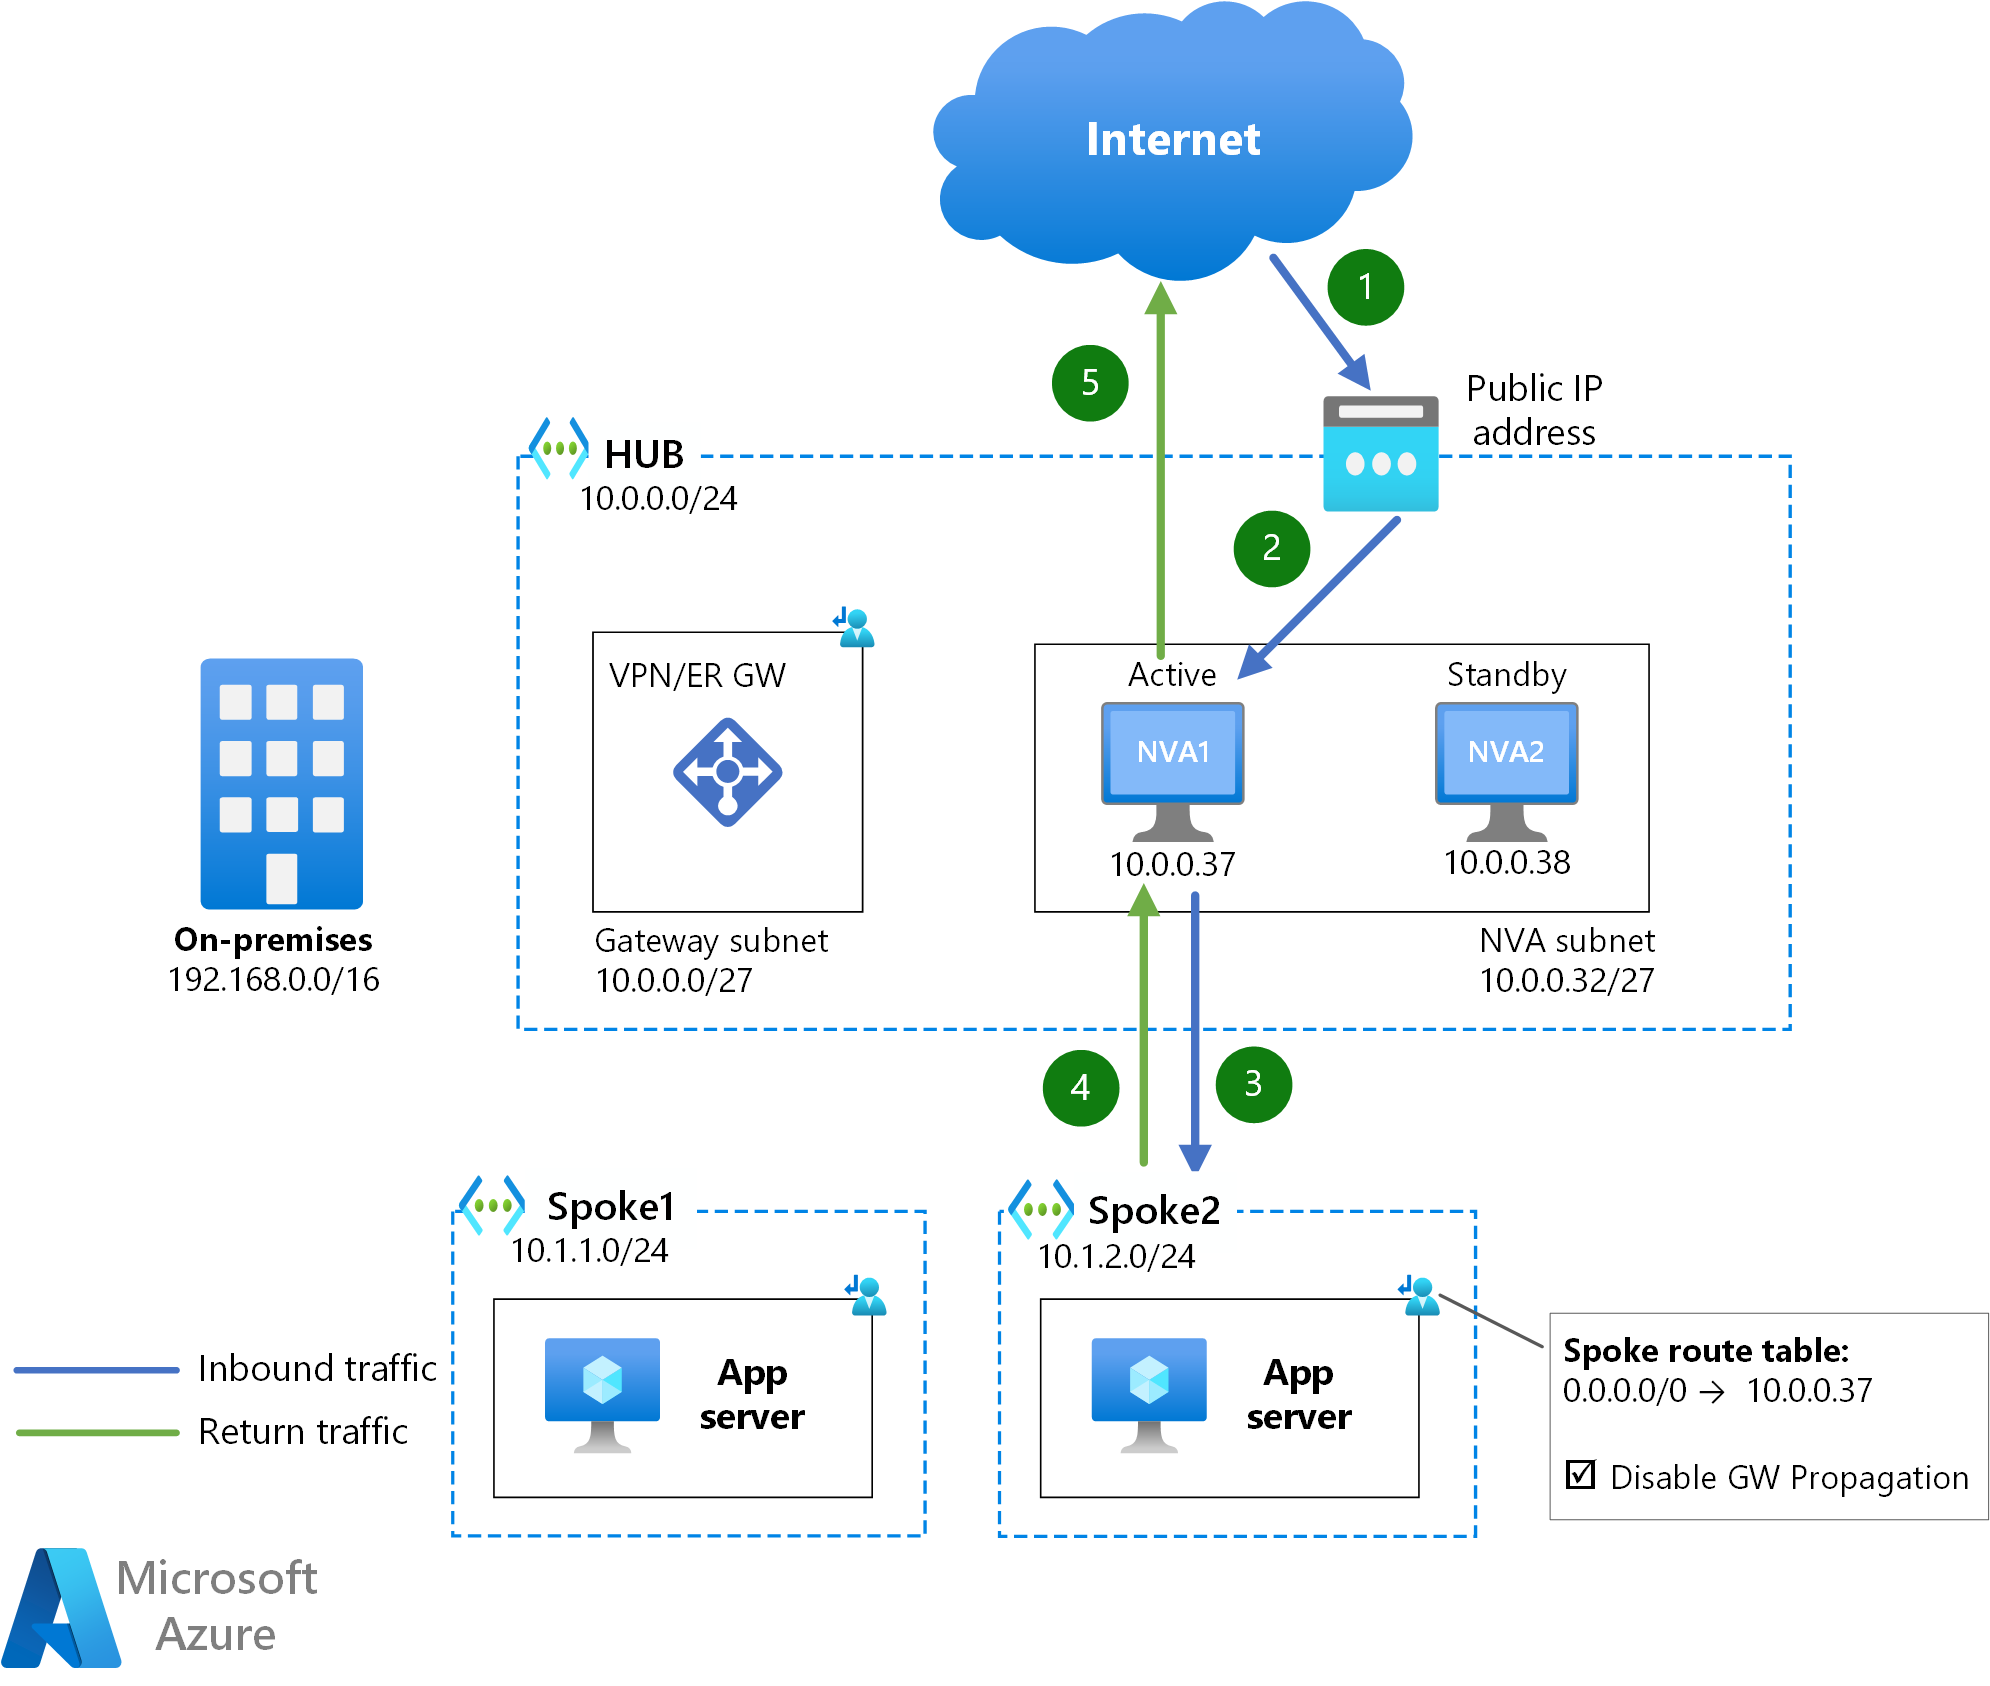 Internet
1
5
Public IP
address
HUB
10.0.0.0/24
2
VPN/ER GW
Active
Standby
NVA1
NVA2
10.0.0.37
10.0.0.38
On-premises
192.168.0.0/16
Gateway subnet
10.0.0.0/27
NVA subnet
10.0.0.32/27
4
3
Spoke1
10.1.1.0/24
Spoke2
10.1.2.0/24
App
server
App
server
Spoke route table:
0.0.0.0/0 → 10.0.0.37
☑ Disable GW Propagation
Inbound traffic
Return traffic
Microsoft
Azure